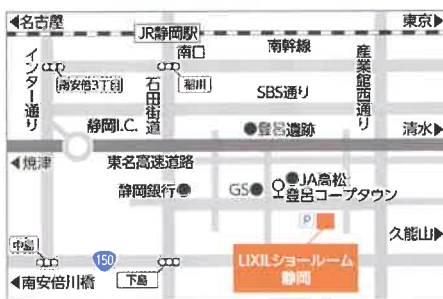 ◀名古屋
東京▶
JR静岡駅
南口
南幹線
インター通り
南安倍3丁目
石田街道
稲川
SBS通り
産業館西通り
静岡I.C.
登呂遺跡
清水▶
◀焼津
東名高速道路
静岡銀行
GS
JA高松
登呂コープタウン
P
久能山▶
中島
150
LIXILショールーム
静岡
◀南安倍川橋
下島